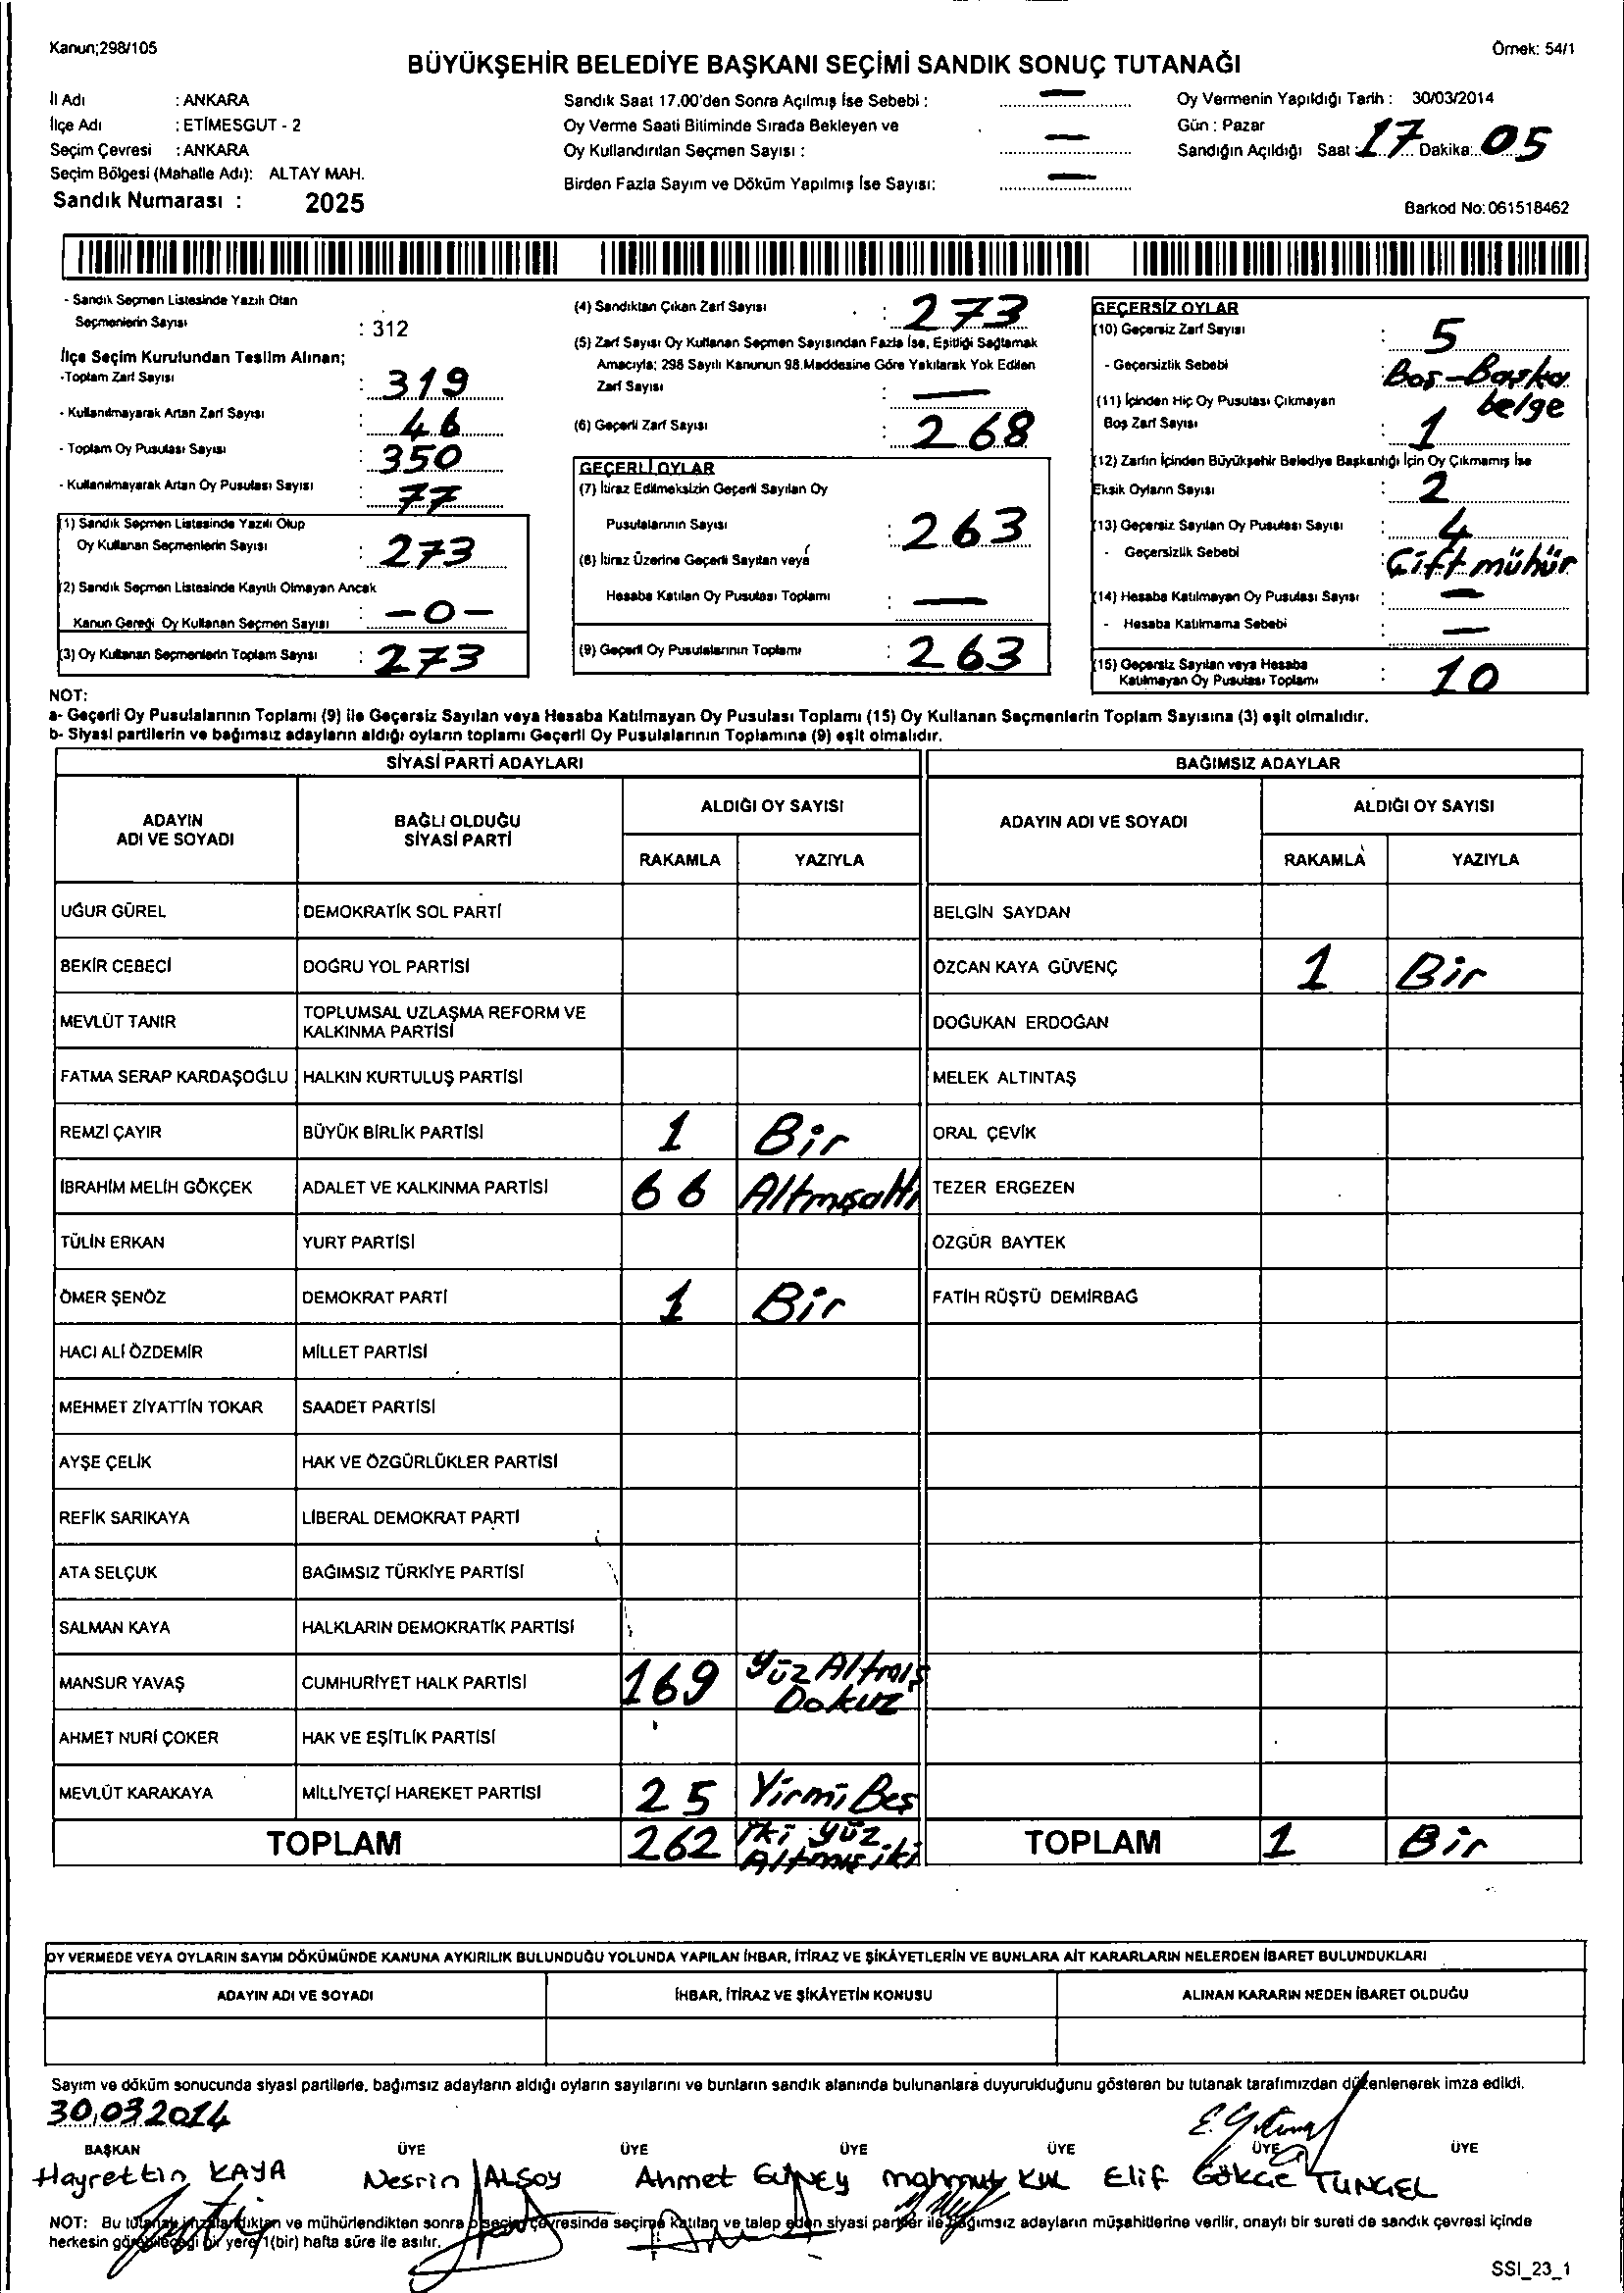 Kanun;298/105
Örnek: 54/1
BÜYÜKŞEHİR BELEDİYE BAŞKANI SEÇİMİ SANDIK SONUÇ TUTANAĞI
İl Adı : ANKARA
İlçe Adı : ETİMESGUT - 2
Seçim Çevresi : ANKARA
Seçim Bölgesi (Mahalle Adı): ALTAY MAH.
Sandık Numarası : 2025
Sandık Saat 17.00'den Sonra Açılmış İse Sebebi : —
Oy Verme Saati Bitiminde Sırada Bekleyen ve
Oy Kullandırılan Seçmen Sayısı : —
Birden Fazla Sayım ve Döküm Yapılmış İse Sayısı: —
Oy Vermenin Yapıldığı Tarih : 30/03/2014
Gün : Pazar
Sandığın Açıldığı Saat : 17 Dakika: 05
Barkod No: 061518462
- Sandık Seçmen Listesinde Yazılı Olan
Seçmenlerin Sayısı : 312
İlçe Seçim Kurulundan Teslim Alınan;
-Toplam Zarf Sayısı : 319
- Kullanılmayarak Artan Zarf Sayısı : 46
- Toplam Oy Pusulası Sayısı : 350
- Kullanılmayarak Artan Oy Pusulası Sayısı : 77
(1) Sandık Seçmen Listesinde Yazılı Olup
Oy Kullanan Seçmenlerin Sayısı : 273
(2) Sandık Seçmen Listesinde Kayıtlı Olmayan Ancak
Kanun Gereği Oy Kullanan Seçmen Sayısı : -0-
(3) Oy Kullanan Seçmenlerin Toplam Sayısı : 273
(4) Sandıktan Çıkan Zarf Sayısı : 273
(5) Zarf Sayısı Oy Kullanan Seçmen Sayısından Fazla İse, Eşitliği Sağlamak
Amacıyla; 298 Sayılı Kanunun 98.Maddesine Göre Yakılarak Yok Edilen
Zarf Sayısı : —
(6) Geçerli Zarf Sayısı : 268
GEÇERLİ OYLAR
(7) İtiraz Edilmeksizin Geçerli Sayılan Oy
Pusulalarının Sayısı : 263
(8) İtiraz Üzerine Geçerli Sayılan veya
Hesaba Katılan Oy Pusulası Toplamı : —
(9) Geçerli Oy Pusulalarının Toplamı : 263
GEÇERSİZ OYLAR
(10) Geçersiz Zarf Sayısı : 5
- Geçersizlik Sebebi : Boş-Başka
belge
(11) İçinden Hiç Oy Pusulası Çıkmayan
Boş Zarf Sayısı : 1
(12) Zarfın İçinden Büyükşehir Belediye Başkanlığı İçin Oy Çıkmamış İse
Eksik Oyların Sayısı : 2
(13) Geçersiz Sayılan Oy Pusulası Sayısı : 4
- Geçersizlik Sebebi : Çift mühür
(14) Hesaba Katılmayan Oy Pusulası Sayısı : —
- Hesaba Katılmama Sebebi : —
(15) Geçersiz Sayılan veya Hesaba
Katılmayan Oy Pusulası Toplamı : 10
NOT:
a- Geçerli Oy Pusulalarının Toplamı (9) ile Geçersiz Sayılan veya Hesaba Katılmayan Oy Pusulası Toplamı (15) Oy Kullanan Seçmenlerin Toplam Sayısına (3) eşit olmalıdır.
b- Siyasi partilerin ve bağımsız adayların aldığı oyların toplamı Geçerli Oy Pusulalarının Toplamına (9) eşit olmalıdır.
SİYASİ PARTİ ADAYLARI
BAĞIMSIZ ADAYLAR
ADAYIN
ADI VE SOYADI
BAĞLI OLDUĞU
SİYASİ PARTİ
ALDIĞI OY SAYISI
RAKAMLA YAZIYLA
ADAYIN ADI VE SOYADI
ALDIĞI OY SAYISI
RAKAMLA YAZIYLA
UĞUR GÜREL DEMOKRATİK SOL PARTİ BELGİN SAYDAN
BEKİR CEBECİ DOĞRU YOL PARTİSİ ÖZCAN KAYA GÜVENÇ 1 Bir
MEVLÜT TANIR TOPLUMSAL UZLAŞMA REFORM VE
KALKINMA PARTİSİ DOĞUKAN ERDOĞAN
FATMA SERAP KARDAŞOĞLU HALKIN KURTULUŞ PARTİSİ MELEK ALTINTAŞ
REMZİ ÇAYIR BÜYÜK BİRLİK PARTİSİ 1 Bir ORAL ÇEVİK
İBRAHİM MELİH GÖKÇEK ADALET VE KALKINMA PARTİSİ 66 Altmışaltı TEZER ERGEZEN
TÜLİN ERKAN YURT PARTİSİ ÖZGÜR BAYTEK
ÖMER ŞENÖZ DEMOKRAT PARTİ 1 Bir FATİH RÜŞTÜ DEMİRBAĞ
HACI ALİ ÖZDEMİR MİLLET PARTİSİ
MEHMET ZİYATTİN TOKAR SAADET PARTİSİ
AYŞE ÇELİK HAK VE ÖZGÜRLÜKLER PARTİSİ
REFİK SARIKAYA LİBERAL DEMOKRAT PARTİ
ATA SELÇUK BAĞIMSIZ TÜRKİYE PARTİSİ
SALMAN KAYA HALKLARIN DEMOKRATİK PARTİSİ
MANSUR YAVAŞ CUMHURİYET HALK PARTİSİ 169 Yüz Altmış
Dokuz
AHMET NURİ ÇOKER HAK VE EŞİTLİK PARTİSİ
MEVLÜT KARAKAYA MİLLİYETÇİ HAREKET PARTİSİ 25 Yirmi Beş
TOPLAM 262 İki yüz
Altmış iki
TOPLAM 1 Bir
OY VERMEDE VEYA OYLARIN SAYIM DÖKÜMÜNDE KANUNA AYKIRILIK BULUNDUĞU YOLUNDA YAPILAN İHBAR, İTİRAZ VE ŞİKÂYETLERİN VE BUNLARA AİT KARARLARIN NELERDEN İBARET BULUNDUKLARI
ADAYIN ADI VE SOYADI İHBAR, İTİRAZ VE ŞİKÂYETİN KONUSU ALINAN KARARIN NEDEN İBARET OLDUĞU
Sayım ve döküm sonucunda siyasi partilerle, bağımsız adayların aldığı oyların sayılarını ve bunların sandık alanında bulunanlara duyurulduğunu gösteren bu tutanak tarafımızdan düzenlenerek imza edildi.
30.03.2014
BAŞKAN ÜYE ÜYE ÜYE ÜYE ÜYE ÜYE
Hayrettin KAYA Nesrin ALSOY Ahmet GÜNEY Mahmut KUL Elif GÖKCE TUNCEL
NOT: Bu tutanak imzalandıktan ve mühürlendikten sonra o seçim çevresinde seçime katılan ve talep eden siyasi partiler ile bağımsız adayların müşahitlerine verilir, onaylı bir sureti de sandık çevresi içinde
herkesin görebileceği bir yere 1(bir) hafta süre ile asılır.
SSI_23_1